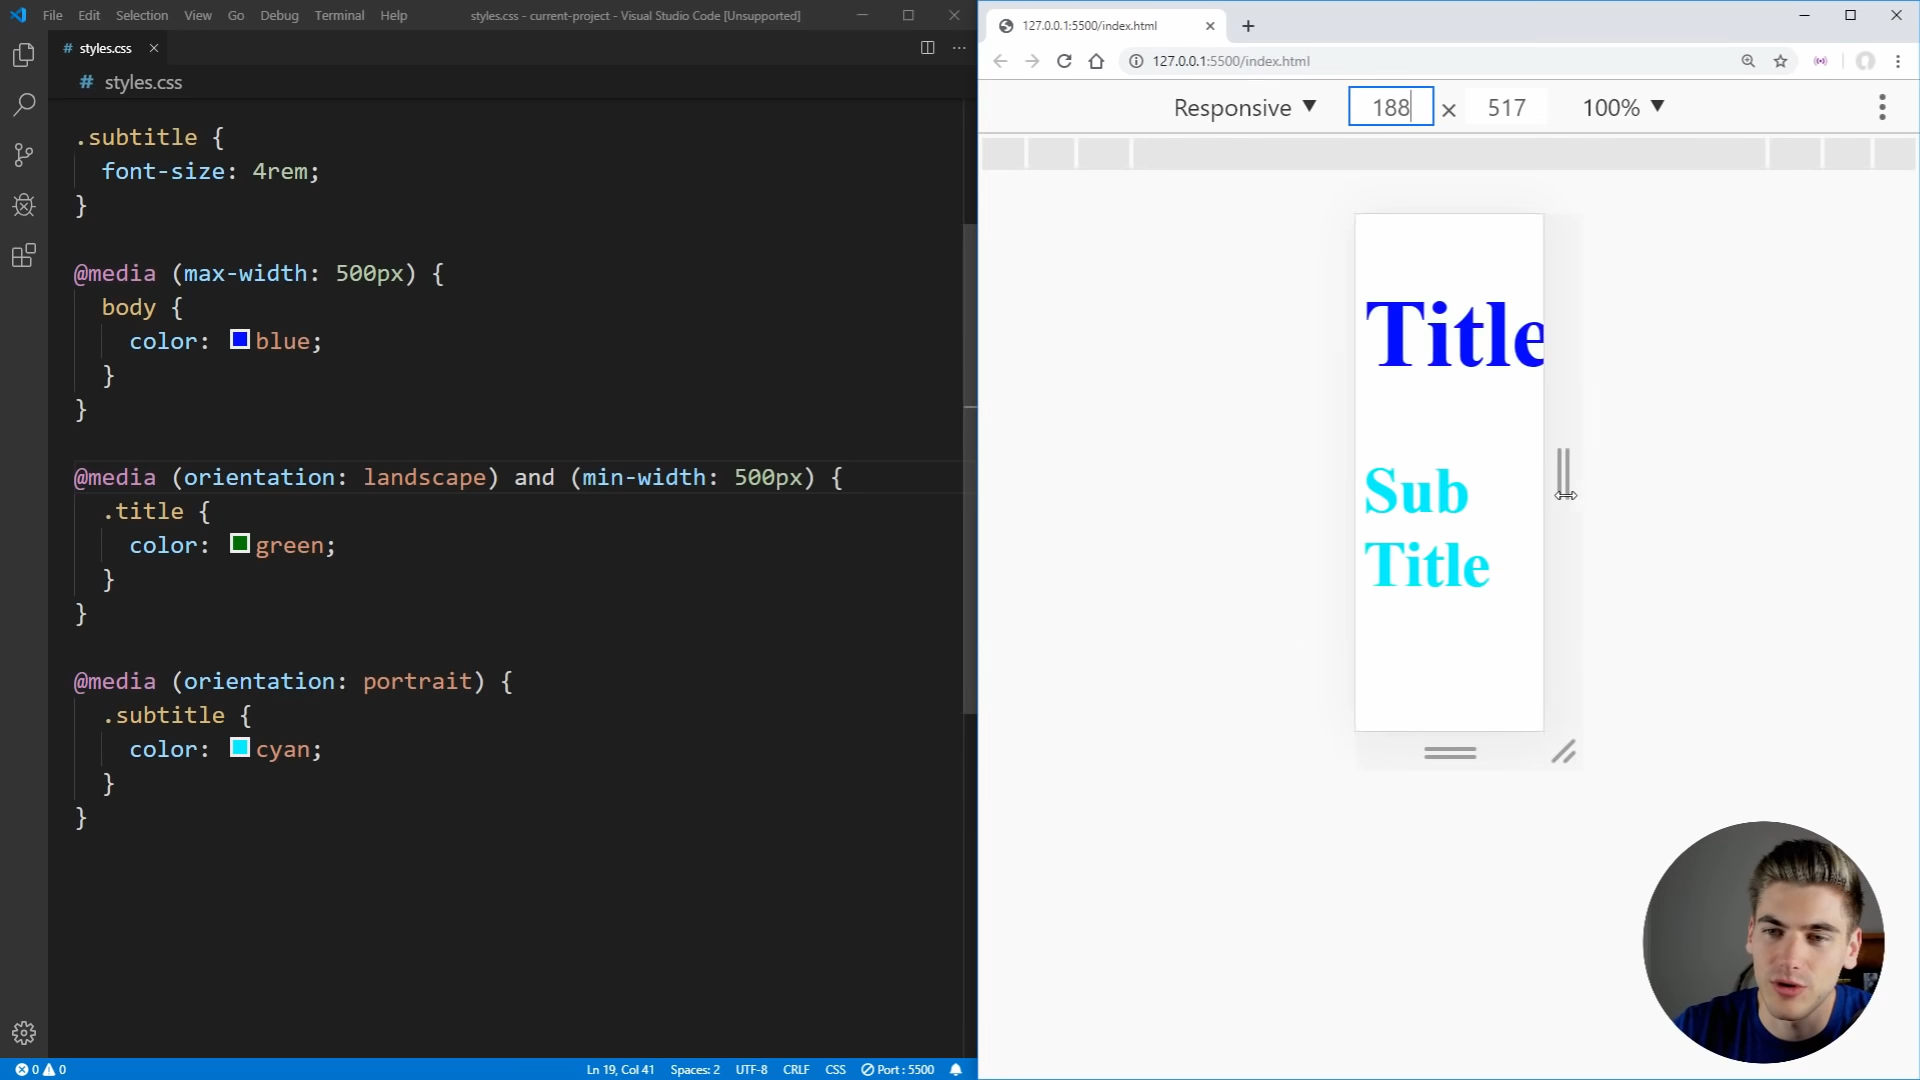 File Edit Selection View Go Debug Terminal Help
styles.css - current-project - Visual Studio Code [Unsupported]
# styles.css
# styles.css
.subtitle {
font-size: 4rem;
}
@media (max-width: 500px) {
body {
color: blue;
}
}
@media (orientation: landscape) and (min-width: 500px) {
.title {
color: green;
}
}
@media (orientation: portrait) {
.subtitle {
color: cyan;
}
}
0 0
Ln 19, Col 41 Spaces: 2 UTF-8 CRLF CSS Port : 5500
127.0.0.1:5500/index.html
127.0.0.1:5500/index.html
Responsive 188 × 517 100%
Title
Sub
Title